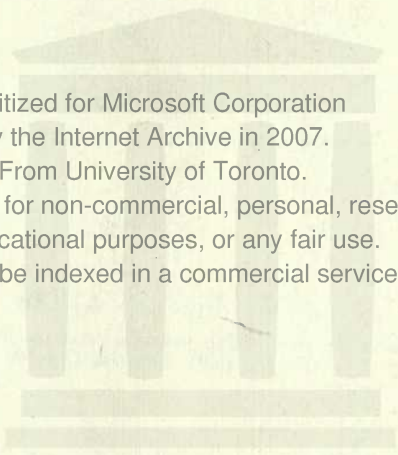 itized for Microsoft Corporation
the Internet Archive in 2007.
From University of Toronto.
for non-commercial, personal, rese
cational purposes, or any fair use.
be indexed in a commercial service